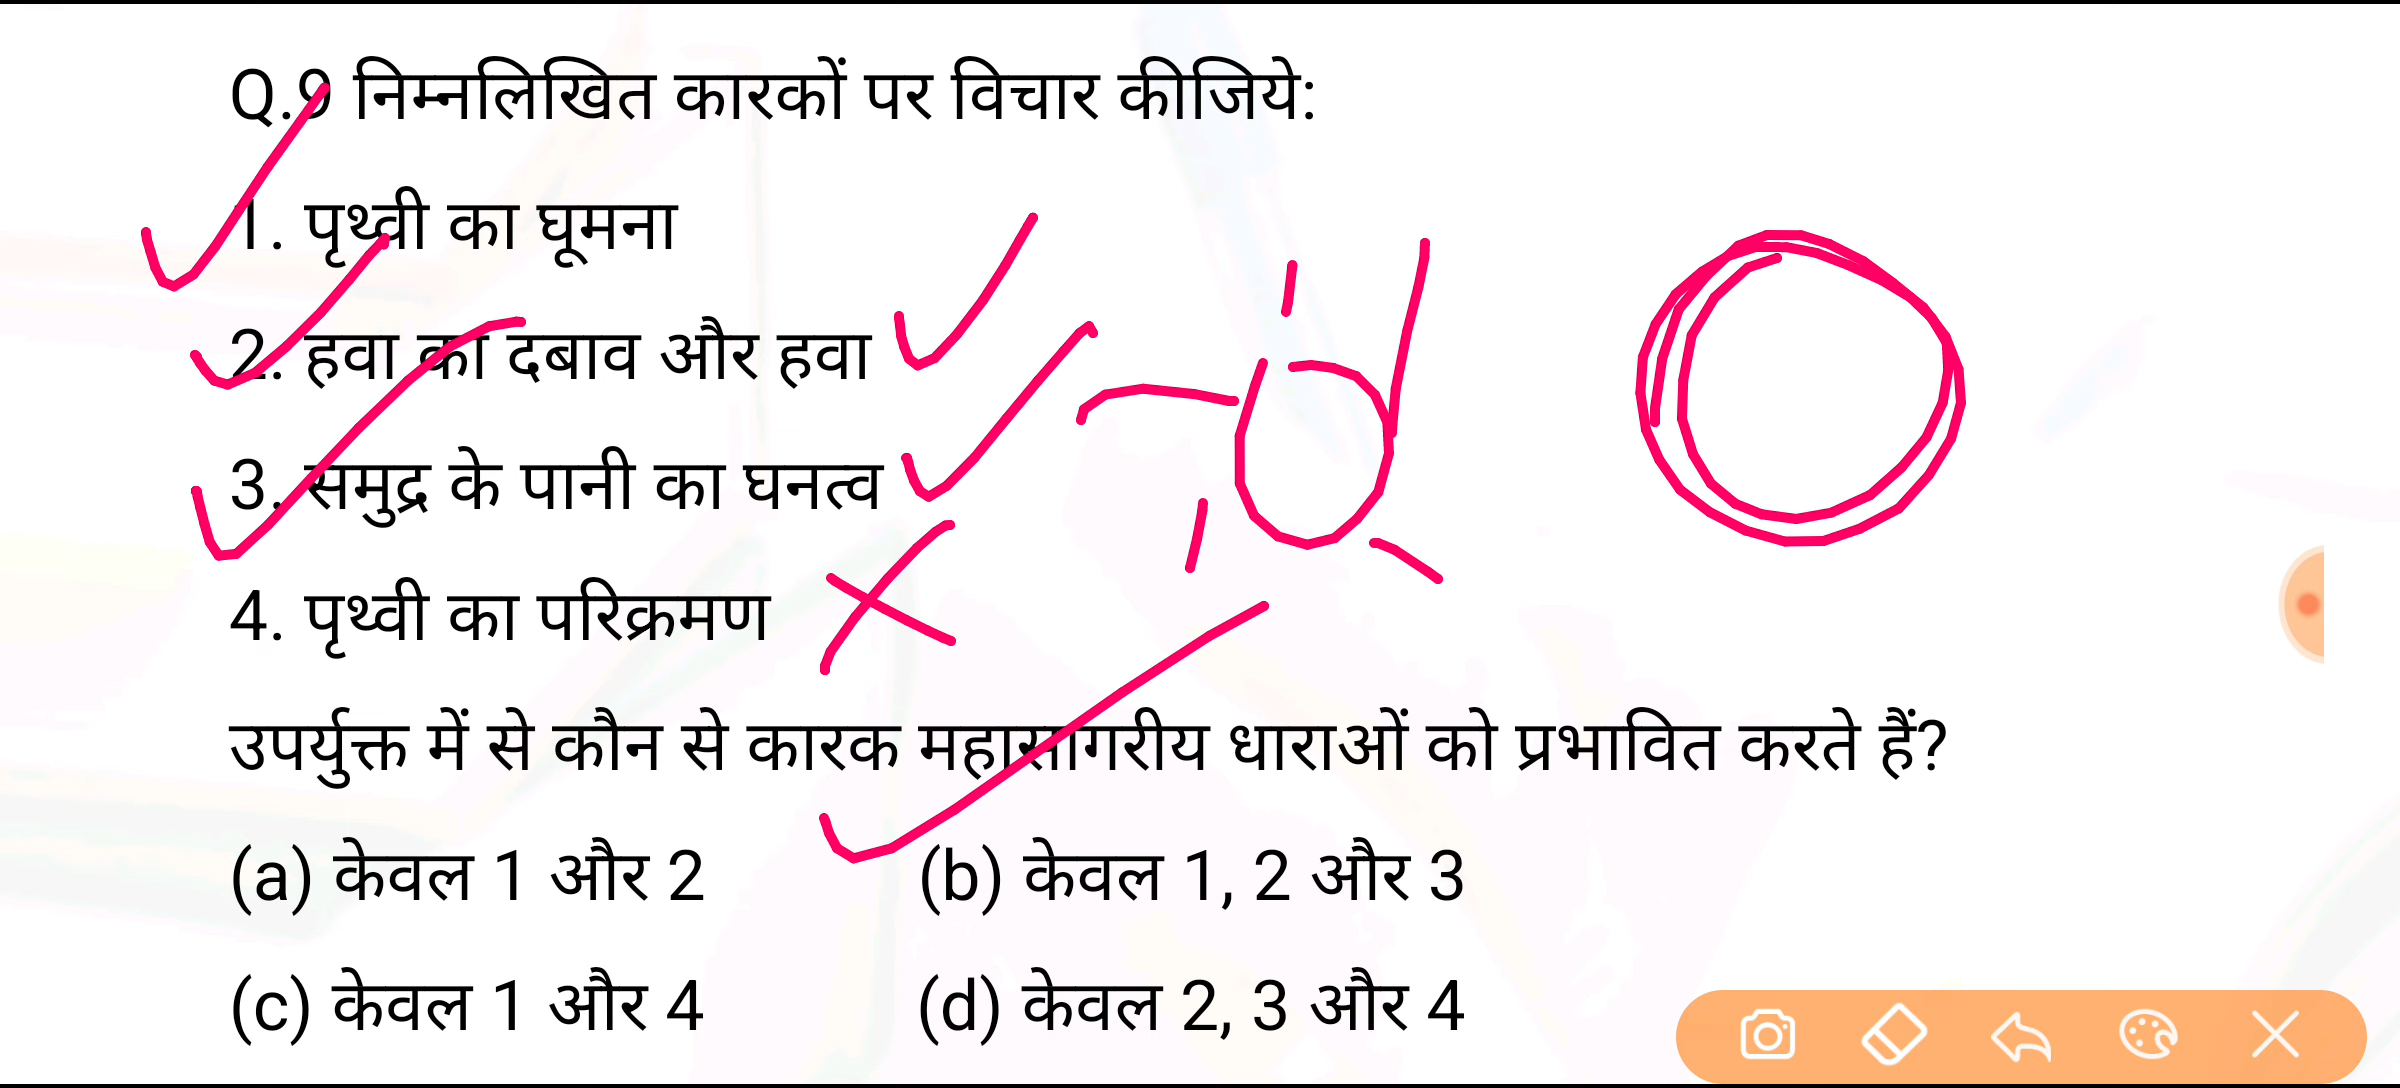 Q.9 निम्नलिखित कारकों पर विचार कीजिये:
1. पृथ्वी का घूमना
2. हवा का दबाव और हवा
3. समुद्र के पानी का घनत्व
4. पृथ्वी का परिक्रमण
उपर्युक्त में से कौन से कारक महासागरीय धाराओं को प्रभावित करते हैं?
(a) केवल 1 और 2 (b) केवल 1, 2 और 3
(c) केवल 1 और 4 (d) केवल 2, 3 और 4